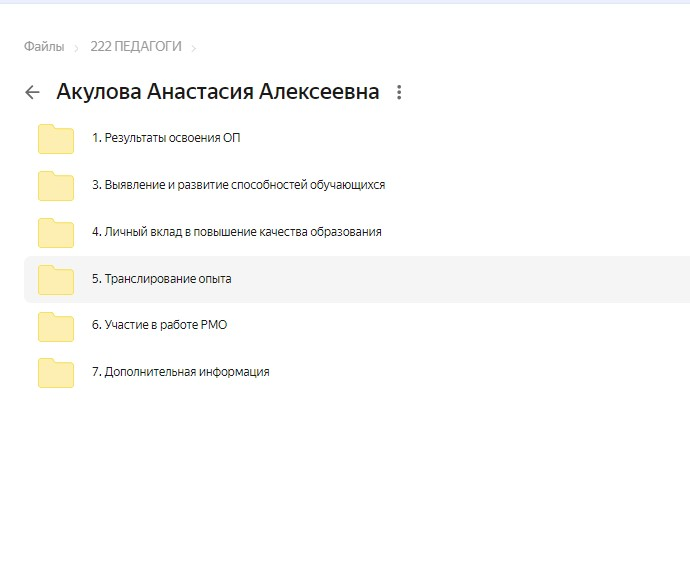 Файлы > 222 ПЕДАГОГИ >
Акулова Анастасия Алексеевна
1. Результаты освоения ОП
3. Выявление и развитие способностей обучающихся
4. Личный вклад в повышение качества образования
5. Транслирование опыта
6. Участие в работе РМО
7. Дополнительная информация